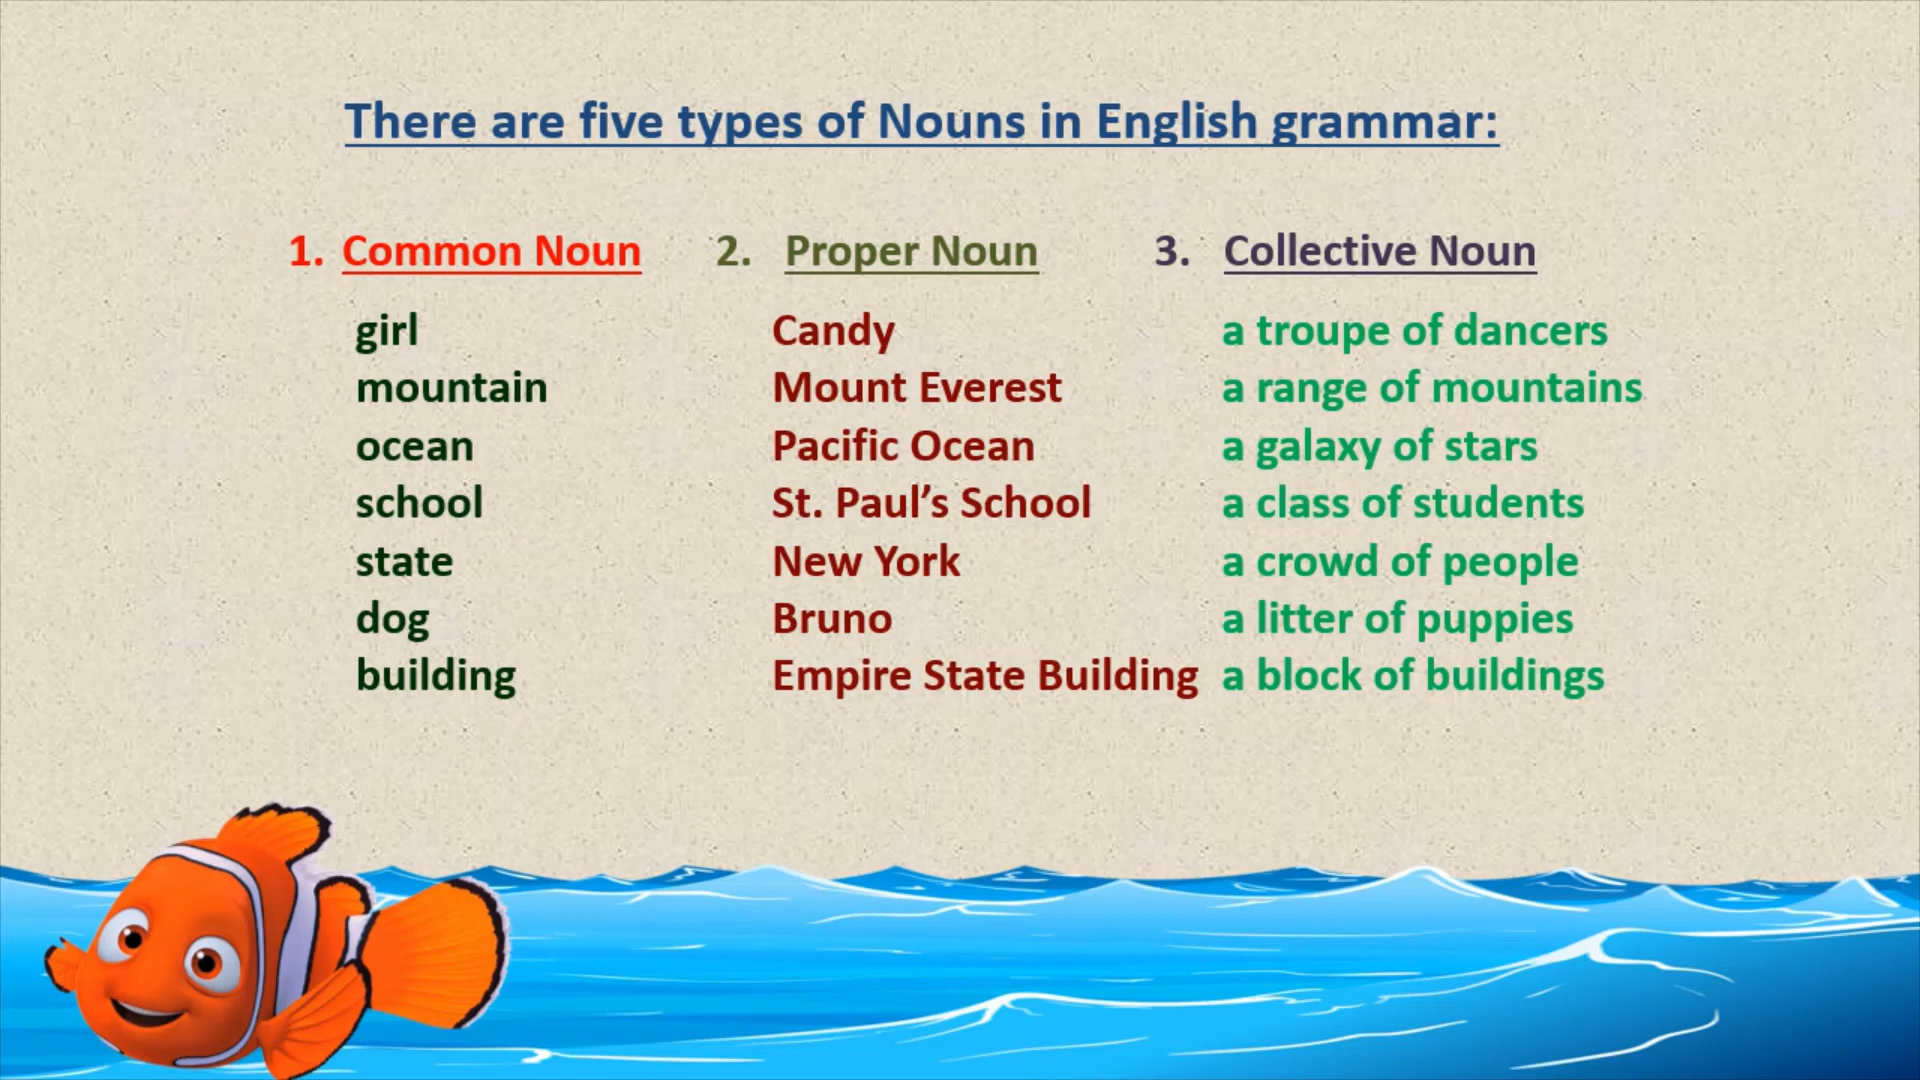 There are five types of Nouns in English grammar:
1. Common Noun
girl
mountain
ocean
school
state
dog
building
2. Proper Noun
Candy
Mount Everest
Pacific Ocean
St. Paul’s School
New York
Bruno
Empire State Building
3. Collective Noun
a troupe of dancers
a range of mountains
a galaxy of stars
a class of students
a crowd of people
a litter of puppies
a block of buildings